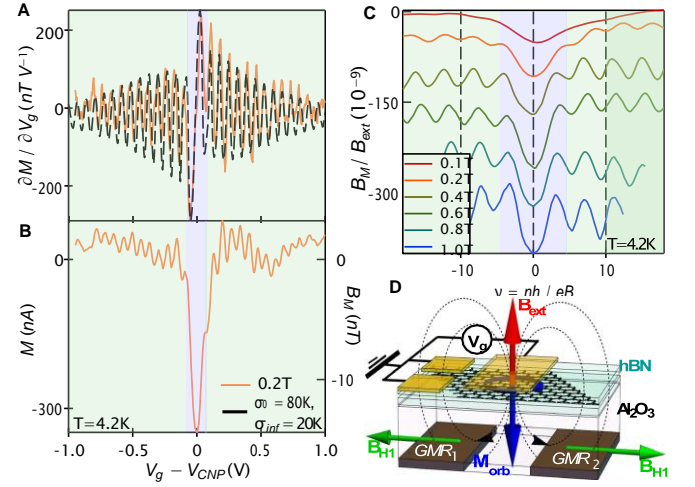 A
∂M / ∂Vg (nT V⁻¹)
200
0
-200
B
M (nA)
0
-300
0
-10
B_M (nT)
0.2T
σ₀ = 80K,
σ_inf = 20K
T=4.2K
-1.0
-0.5
0
0.5
1.0
V_g − V_CNP (V)
C
B_M / B_ext (10⁻⁹)
0
-150
-300
0.1T
0.2T
0.4T
0.6T
0.8T
1.0T
T=4.2K
-10
0
10
ν = nh / eB
D
B_ext
V_g
hBN
Al₂O₃
GMR₁
GMR₂
B_H1
M_orb
B_H1